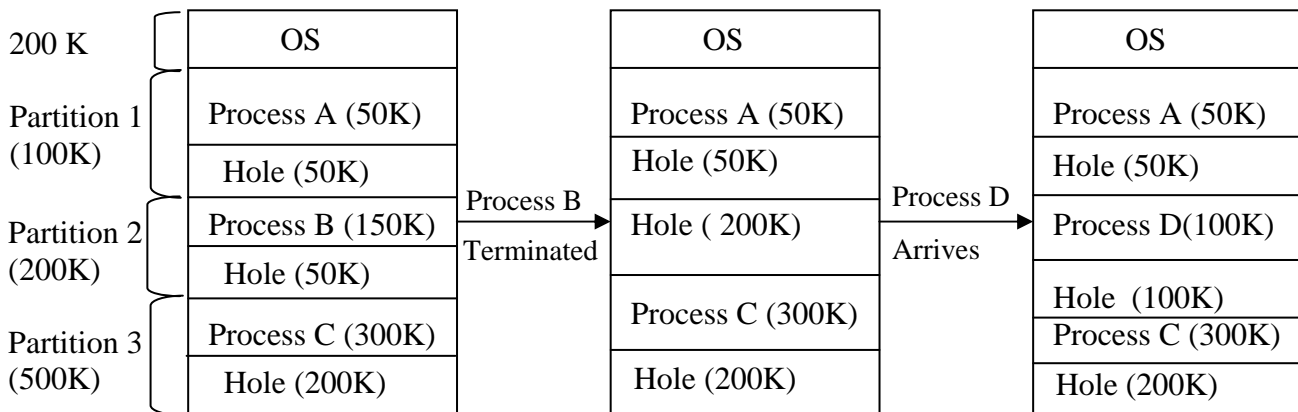 200 K
Partition 1
(100K)
Partition 2
(200K)
Partition 3
(500K)
OS
Process A (50K)
Hole (50K)
Process B (150K)
Hole (50K)
Process C (300K)
Hole (200K)
Process B
Terminated
OS
Process A (50K)
Hole (50K)
Hole ( 200K)
Process C (300K)
Hole (200K)
Process D
Arrives
OS
Process A (50K)
Hole (50K)
Process D(100K)
Hole (100K)
Process C (300K)
Hole (200K)